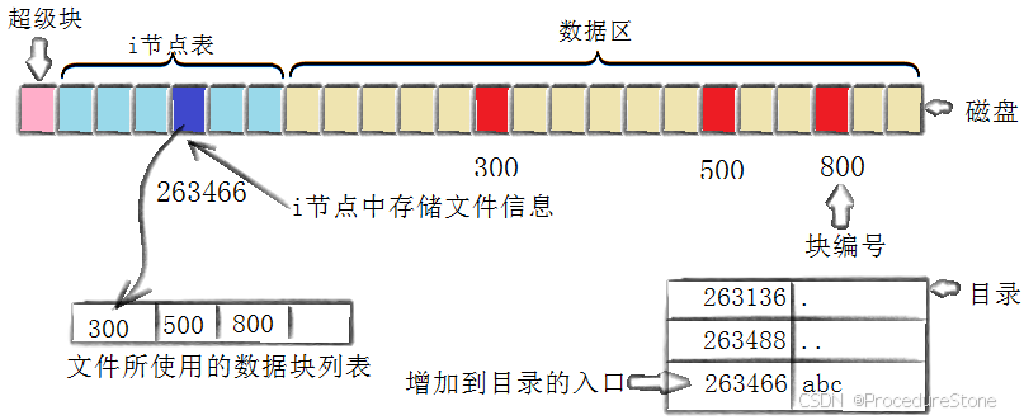 超级块
i节点表
数据区
磁盘
300
500
800
263466
i节点中存储文件信息
块编号
263136 .
目录
263488 ..
300 500 800
文件所使用的数据块列表
增加到目录的入口
263466 abc
CSDN @ProcedureStone